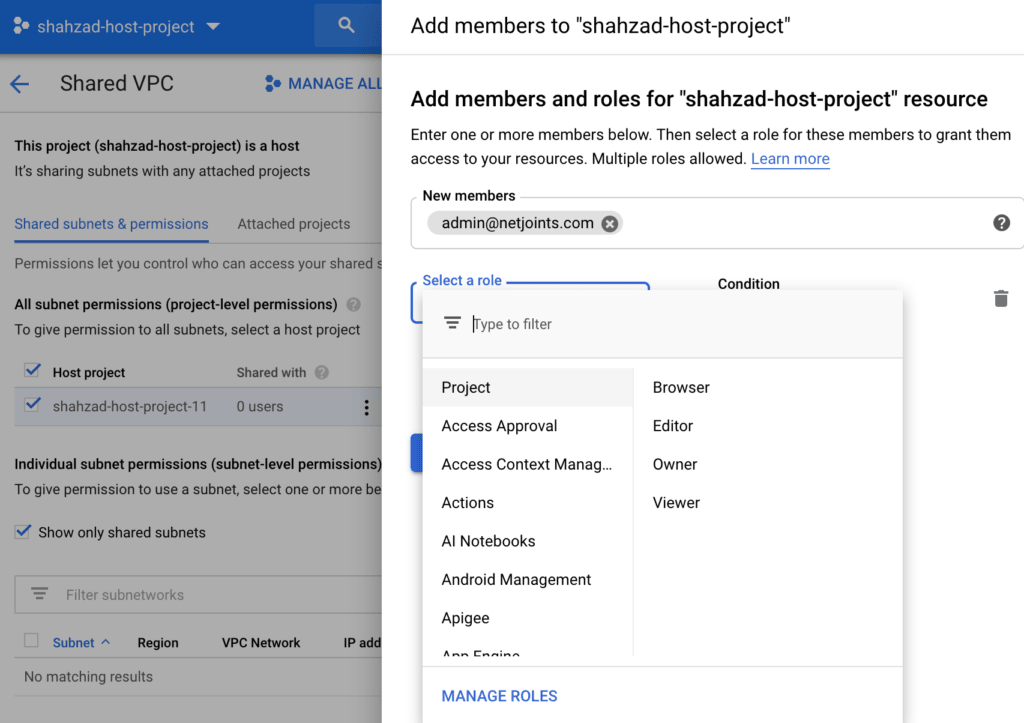 shahzad-host-project
Shared VPC
MANAGE ALL
This project (shahzad-host-project) is a host
It's sharing subnets with any attached projects
Shared subnets & permissions
Attached projects
Permissions let you control who can access your shared s
All subnet permissions (project-level permissions)
To give permission to all subnets, select a host project
Host project
Shared with
shahzad-host-project-11
0 users
Individual subnet permissions (subnet-level permissions)
To give permission to use a subnet, select one or more be
Show only shared subnets
Filter subnetworks
Subnet
Region
VPC Network
IP add
No matching results
Add members to "shahzad-host-project"
Add members and roles for "shahzad-host-project" resource
Enter one or more members below. Then select a role for these members to grant them
access to your resources. Multiple roles allowed. Learn more
New members
admin@netjoints.com
Select a role
Condition
Type to filter
Project
Access Approval
Access Context Manag...
Actions
AI Notebooks
Android Management
Apigee
App Engine
Browser
Editor
Owner
Viewer
MANAGE ROLES